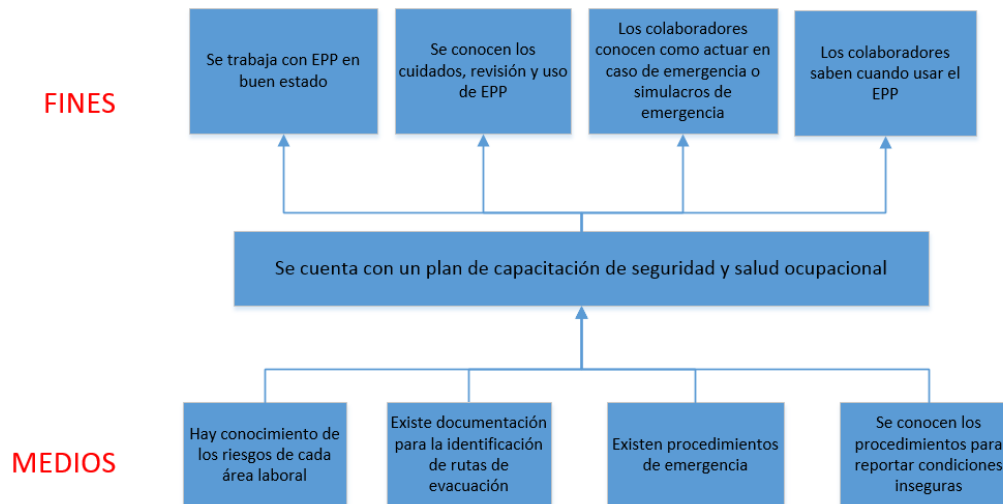 Se trabaja con EPP en
buen estado
Se conocen los
cuidados, revisión y uso
de EPP
Los colaboradores
conocen como actuar en
caso de emergencia o
simulacros de
emergencia
Los colaboradores
saben cuando usar el
EPP
FINES
Se cuenta con un plan de capacitación de seguridad y salud ocupacional
MEDIOS
Hay conocimiento de
los riesgos de cada
área laboral
Existe documentación
para la identificación
de rutas de
evacuación
Existen procedimientos
de emergencia
Se conocen los
procedimientos para
reportar condiciones
inseguras